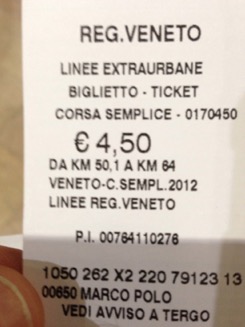 REG.VENETO
LINEE EXTRAURBANE
BIGLIETTO - TICKET
CORSA SEMPLICE - 0170450
€ 4,50
DA KM 50,1 A KM 64
VENETO-C.SEMPL.2012
LINEE REG.VENETO
P.I. 00764110276
1050 262 X2 220 79123 13
00650 MARCO POLO
VEDI AVVISO A TERGO